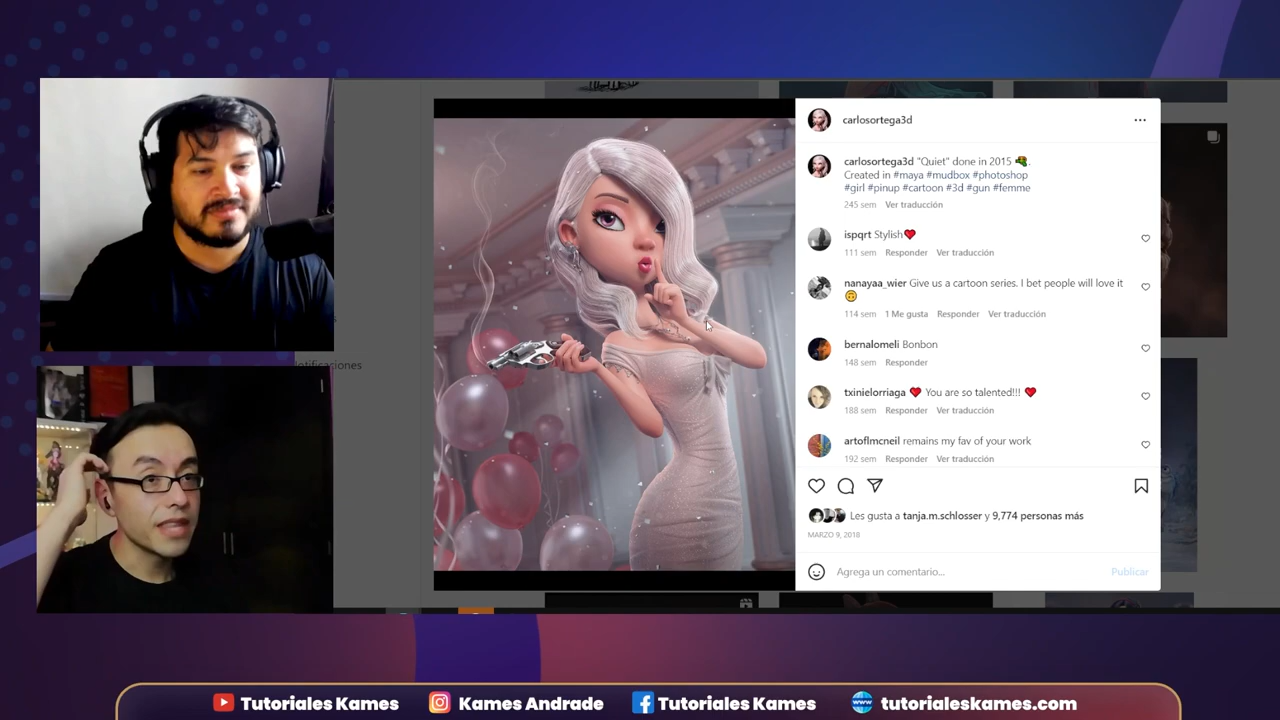 carlosortega3d
carlosortega3d "Quiet" done in 2015
Created in #maya #mudbox #photoshop
#girl #pinup #cartoon #3d #gun #femme
245 sem Ver traducción
ispqrt Stylish
111 sem Responder Ver traducción
nanayaa_wier Give us a cartoon series. I bet people will love it
114 sem 1 Me gusta Responder Ver traducción
bernalomeli Bonbon
148 sem Responder
txinielorriaga You are so talented!!!
188 sem Responder Ver traducción
artoflmcneil remains my fav of your work
192 sem Responder Ver traducción
Les gusta a tanja.m.schlosser y 9,774 personas más
MARZO 9, 2018
Agrega un comentario...
Publicar
otificaciones
Tutoriales Kames Kames Andrade Tutoriales Kames www tutorialeskames.com